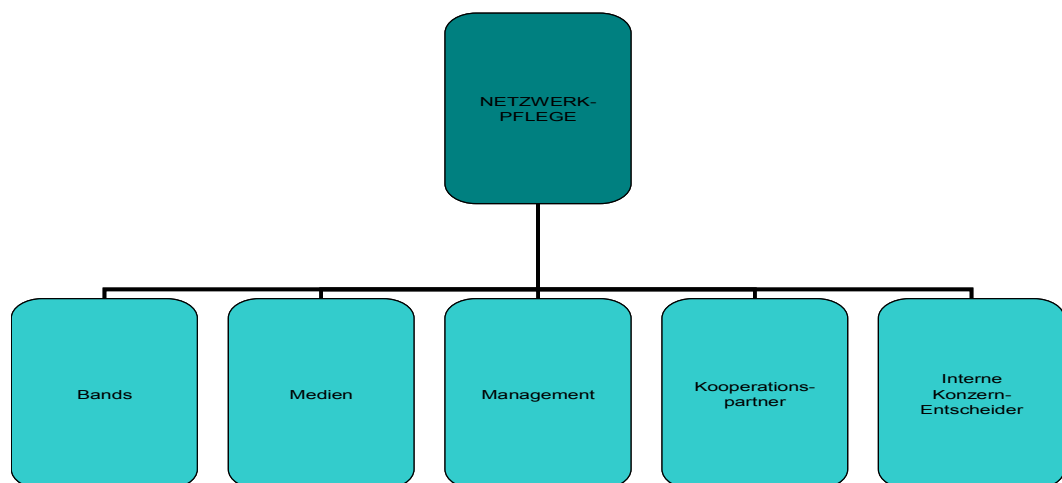 NETZWERK-
PFLEGE
Bands
Medien
Management
Kooperations-
partner
Interne
Konzern-
Entscheider